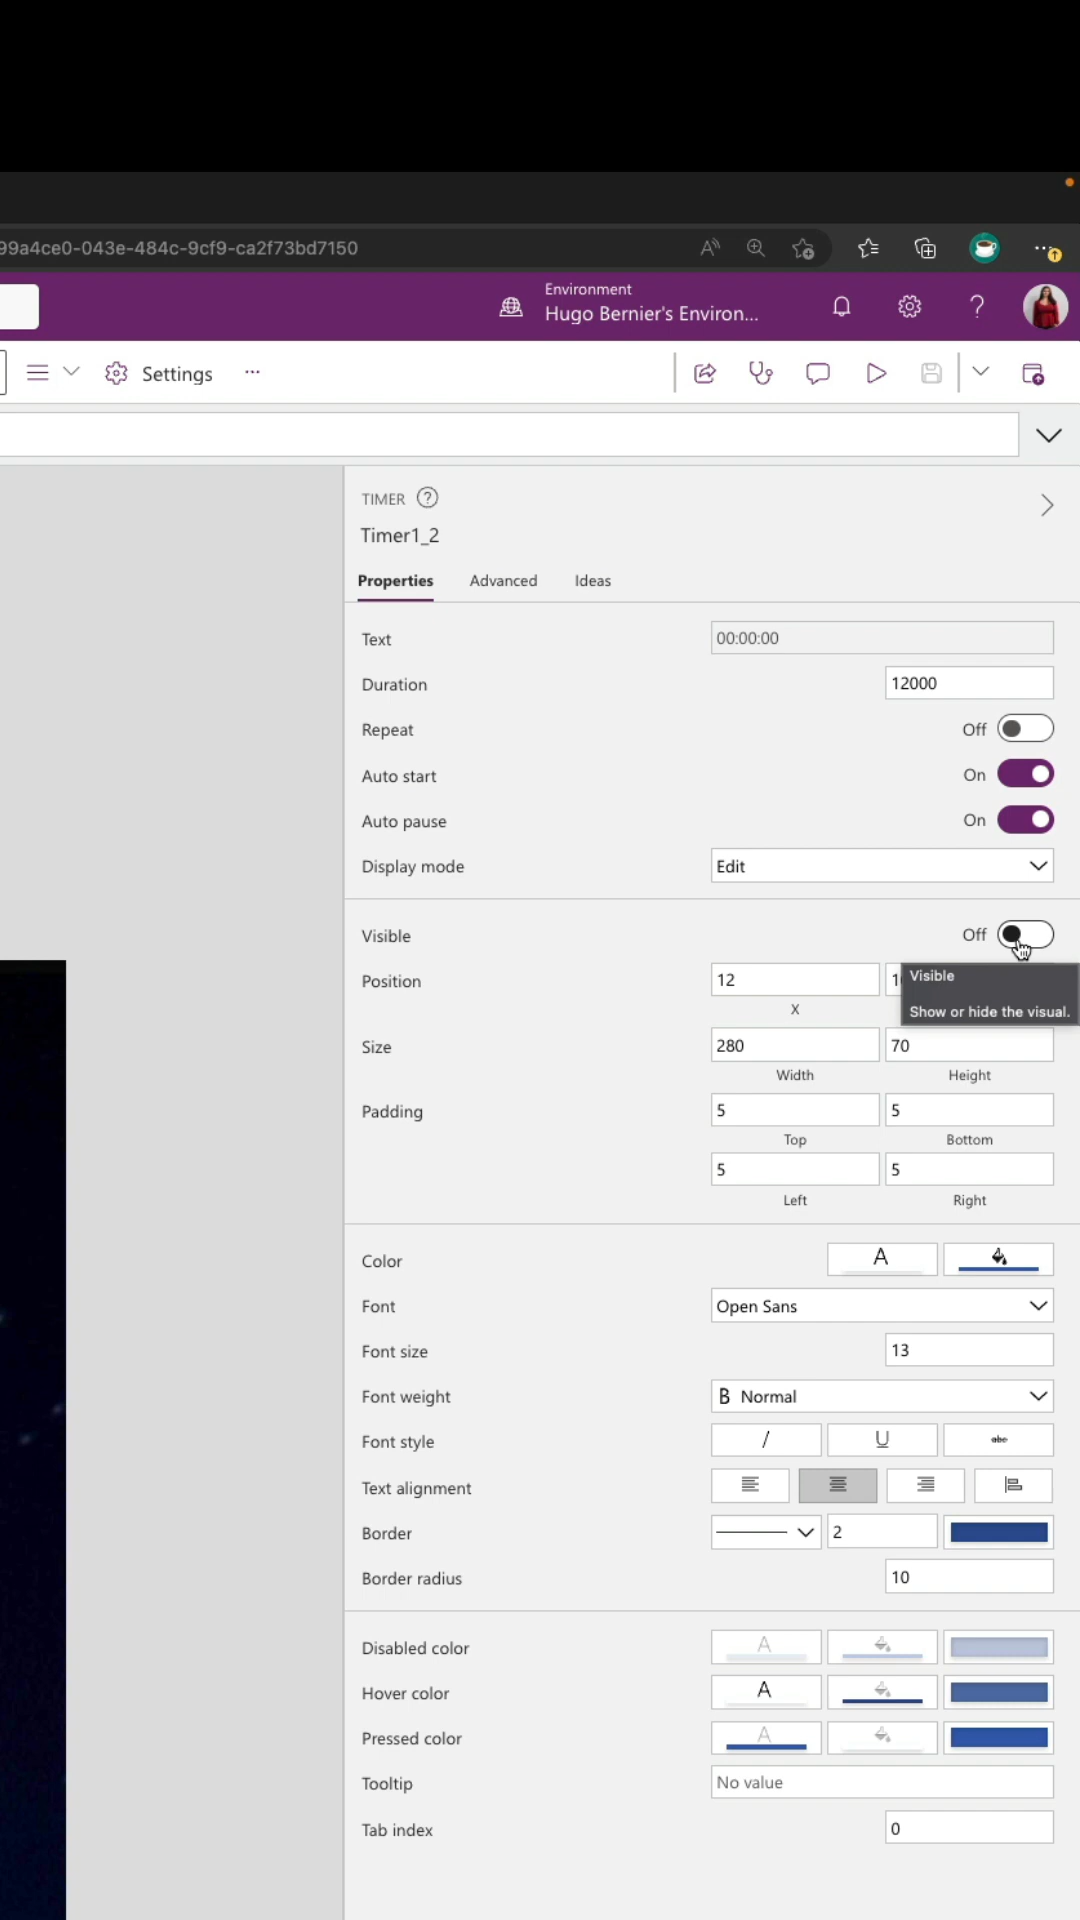 99a4ce0-043e-484c-9cf9-ca2f73bd7150
Environment
Hugo Bernier's Environ...
Settings
TIMER
Timer1_2
Properties Advanced Ideas
Text 00:00:00
Duration 12000
Repeat Off
Auto start On
Auto pause On
Display mode Edit
Visible Off
Position 12
Visible
X
Show or hide the visual.
Size 280 70
Width Height
Padding 5 5
Top Bottom
5 5
Left Right
Color A
Font Open Sans
Font size 13
Font weight B Normal
Font style / U abc
Text alignment
Border 2
Border radius 10
Disabled color A
Hover color A
Pressed color A
Tooltip No value
Tab index 0